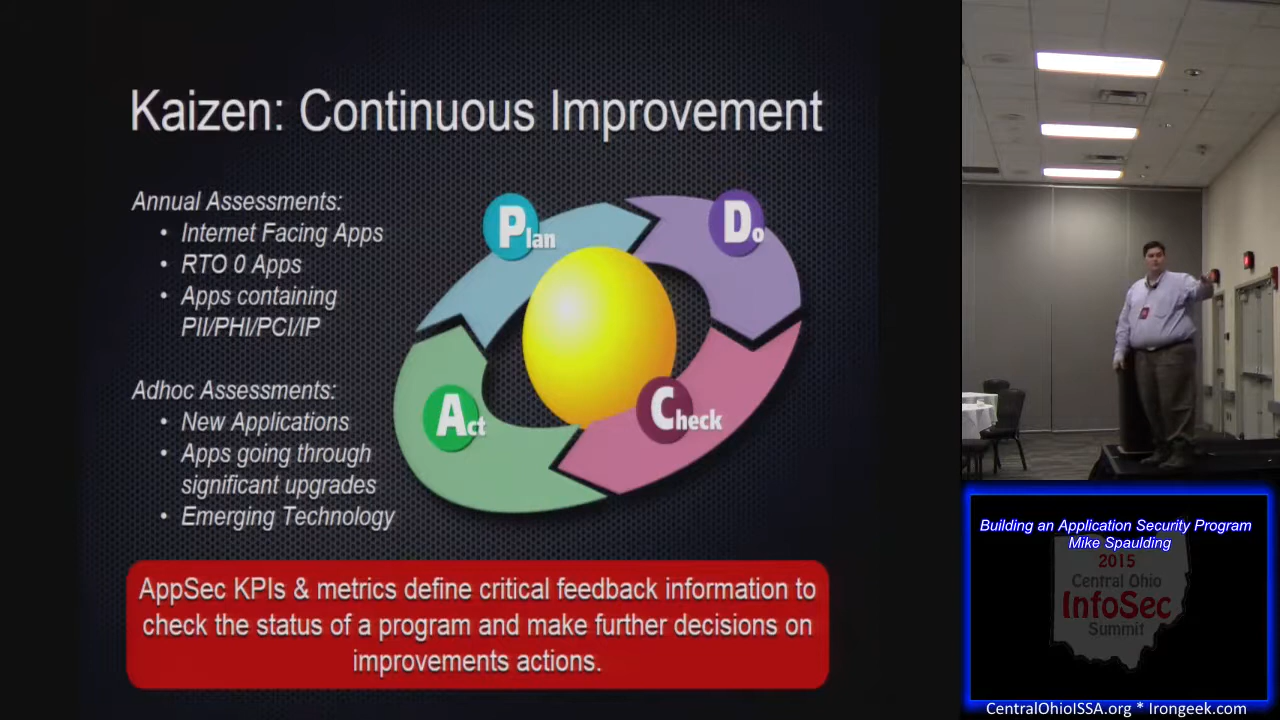 Kaizen: Continuous Improvement
Annual Assessments:
• Internet Facing Apps
• RTO 0 Apps
• Apps containing
PII/PHI/PCI/IP
Adhoc Assessments:
• New Applications
• Apps going through
significant upgrades
• Emerging Technology
Plan
Do
Act
Check
AppSec KPIs & metrics define critical feedback information to
check the status of a program and make further decisions on
improvements actions.
Building an Application Security Program
Mike Spaulding
2015
Central Ohio
InfoSec
Summit
CentralOhioISSA.org * Irongeek.com